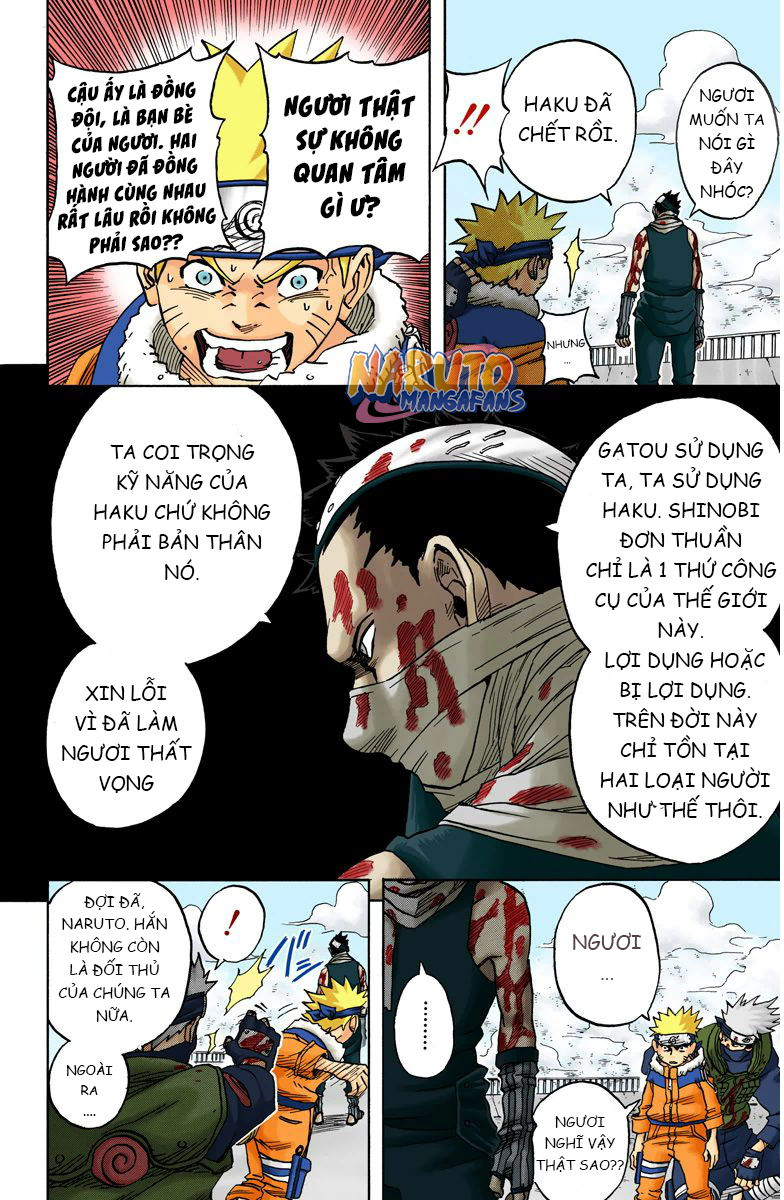 NGƯƠI
MUỐN TA
NÓI GÌ
ĐÂY
NHÓC?
HAKU ĐÃ
CHẾT RỒI.
!!
NHƯNG
...
NGƯƠI THẬT
SỰ KHÔNG
QUAN TÂM
GÌ Ư?
CẬU ẤY LÀ ĐỒNG
ĐỘI, LÀ BẠN BÈ
CỦA NGƯƠI. HAI
NGƯỜI ĐÃ ĐỒNG
HÀNH CÙNG NHAU
RẤT LÂU RỒI KHÔNG
PHẢI SAO??
NARUTO
MANGAFANS
GATOU SỬ DỤNG
TA, TA SỬ DỤNG
HAKU. SHINOBI
ĐƠN THUẦN
CHỈ LÀ 1 THỨ CÔNG
CỤ CỦA THẾ GIỚI
NÀY.
LỢI DỤNG HOẶC
BỊ LỢI DỤNG.
TRÊN ĐỜI NÀY
CHỈ TỒN TẠI
HAI LOẠI NGƯỜI
NHƯ THẾ THÔI.
TA COI TRỌNG
KỸ NĂNG CỦA
HAKU CHỨ KHÔNG
PHẢI BẢN THÂN
NÓ.
XIN LỖI
VÌ ĐÃ LÀM
NGƯƠI THẤT
VỌNG
NGƯƠI
...
........
NGƯƠI
NGHĨ VẬY
THẬT SAO??
!
グッ
ĐỢI ĐÃ,
NARUTO. HẮN
KHÔNG CÒN
LÀ ĐỐI THỦ
CỦA CHÚNG TA
NỮA.
NGOÀI
RA
....